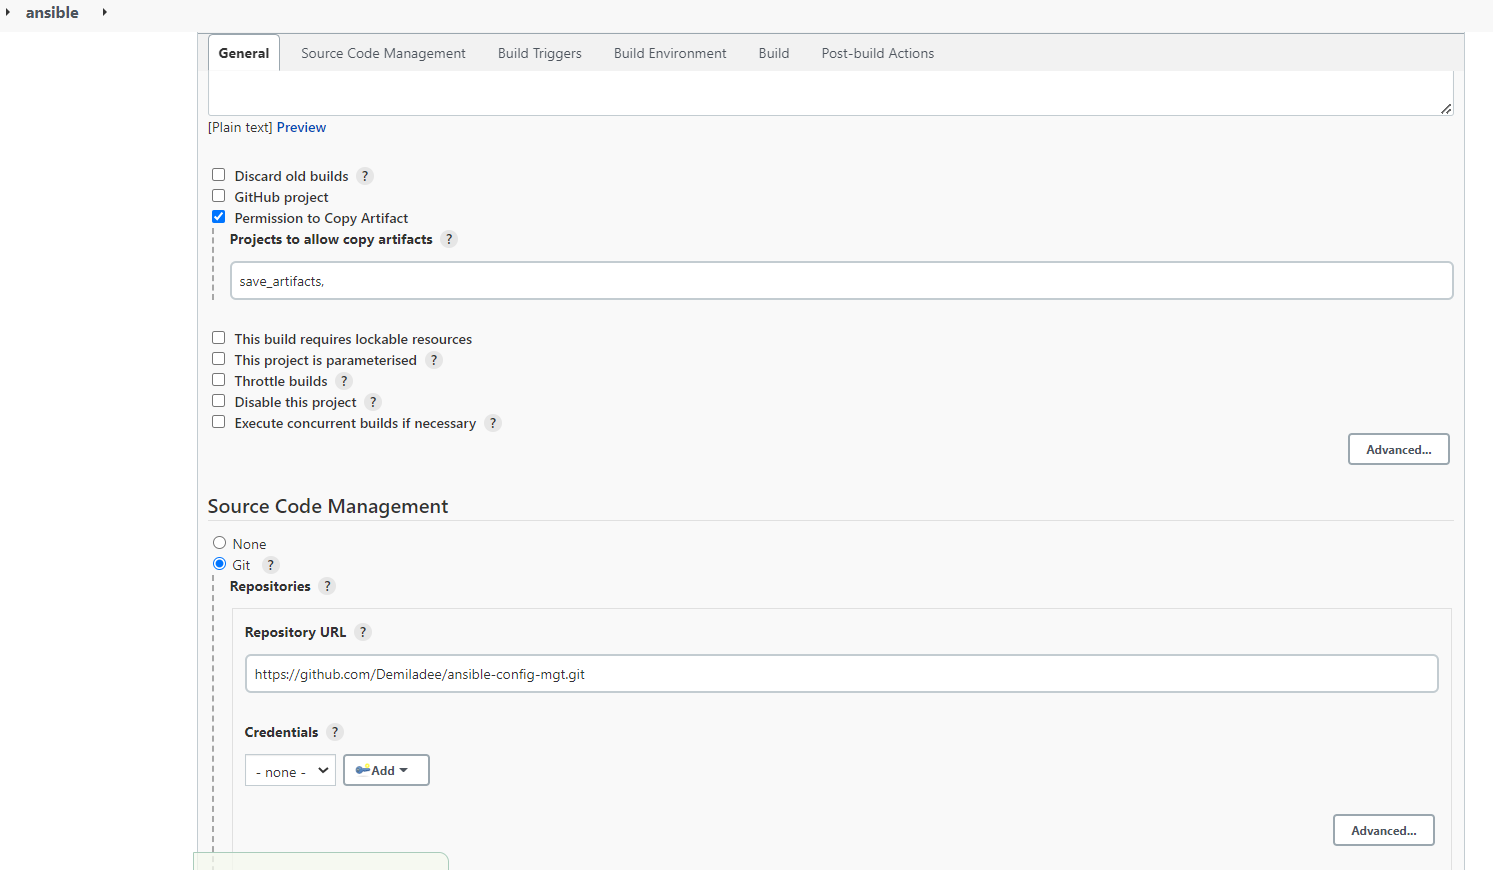 ansible
General Source Code Management Build Triggers Build Environment Build Post-build Actions
[Plain text] Preview
Discard old builds ?
GitHub project
Permission to Copy Artifact
Projects to allow copy artifacts ?
save_artifacts,
This build requires lockable resources
This project is parameterised ?
Throttle builds ?
Disable this project ?
Execute concurrent builds if necessary ?
Advanced...
Source Code Management
None
Git ?
Repositories ?
Repository URL ?
https://github.com/Demiladee/ansible-config-mgt.git
Credentials ?
- none - Add
Advanced...